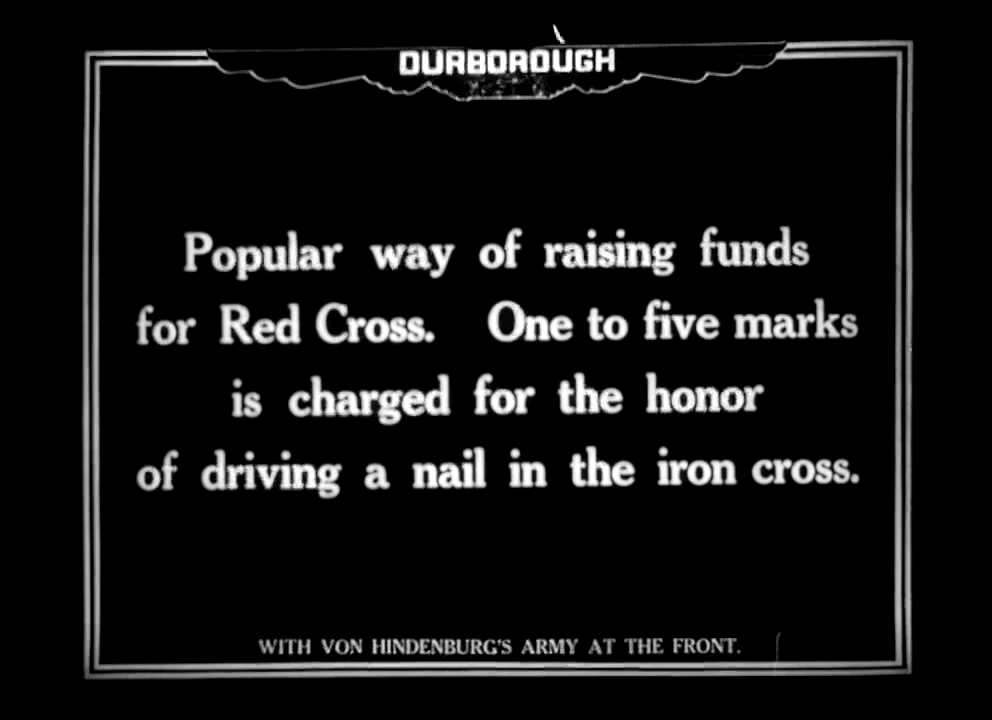 DURBOROUGH
Popular way of raising funds
for Red Cross. One to five marks
is charged for the honor
of driving a nail in the iron cross.
WITH VON HINDENBURG'S ARMY AT THE FRONT.